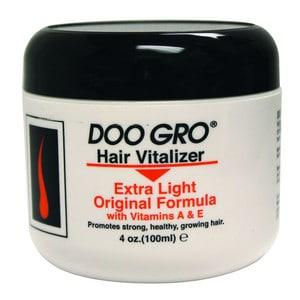 DOO GRO®
Hair Vitalizer
Extra Light
Original Formula
with Vitamins A & E
Promotes strong, healthy, growing hair.
4 oz.(100ml) ℮